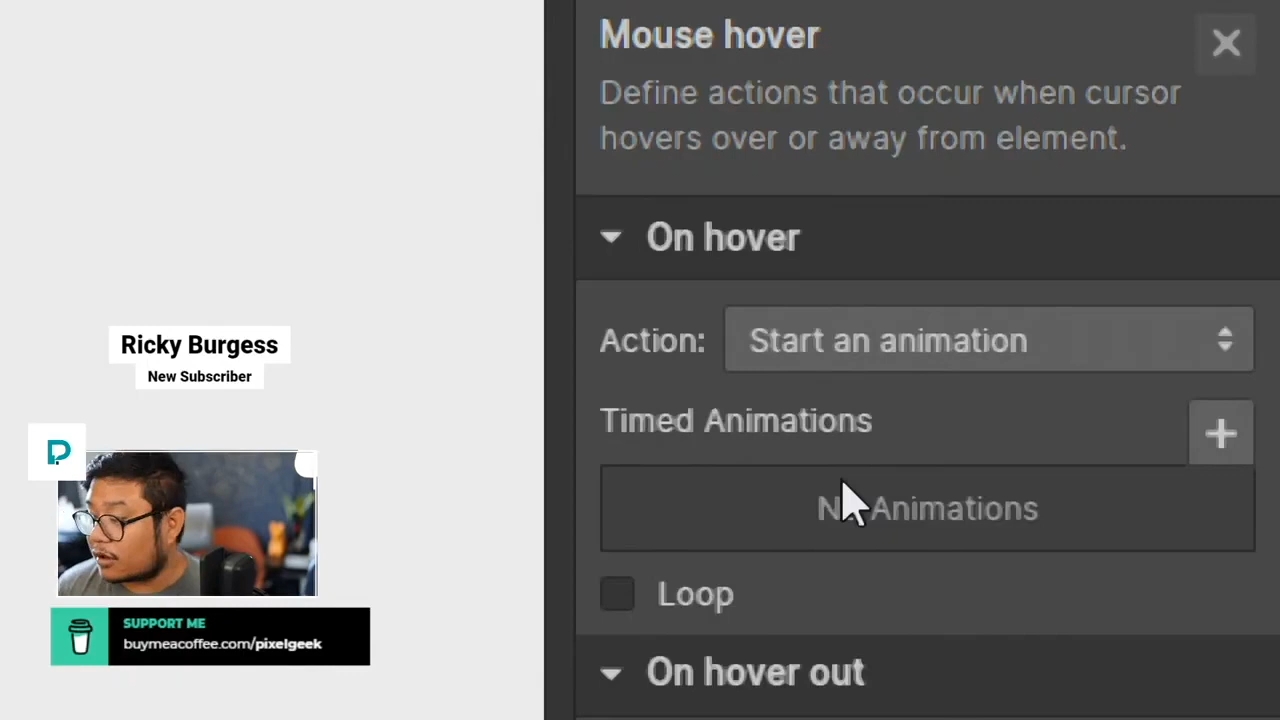 Mouse hover
Define actions that occur when cursor
hovers over or away from element.
On hover
Action: Start an animation
Timed Animations
Animations
Loop
On hover out
Ricky Burgess
New Subscriber
SUPPORT ME
buymeacoffee.com/pixelgeek